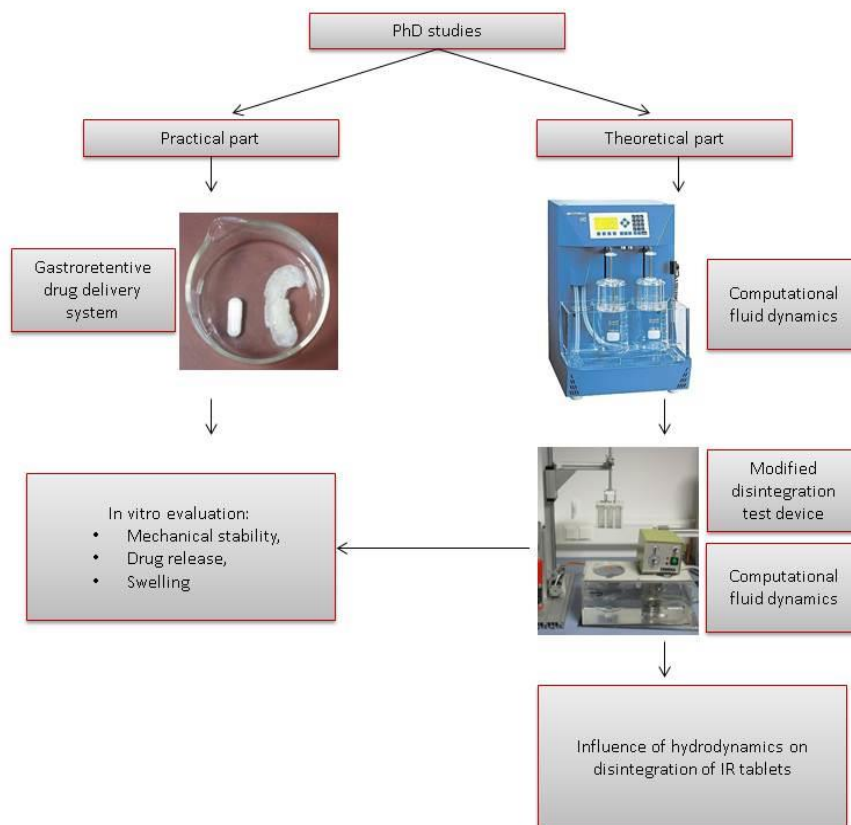 PhD studies
Practical part
Theoretical part
Gastroretentive
drug delivery
system
Computational
fluid dynamics
In vitro evaluation:
• Mechanical stability,
• Drug release,
• Swelling
Modified
disintegration
test device
Computational
fluid dynamics
Influence of hydrodynamics on
disintegration of IR tablets